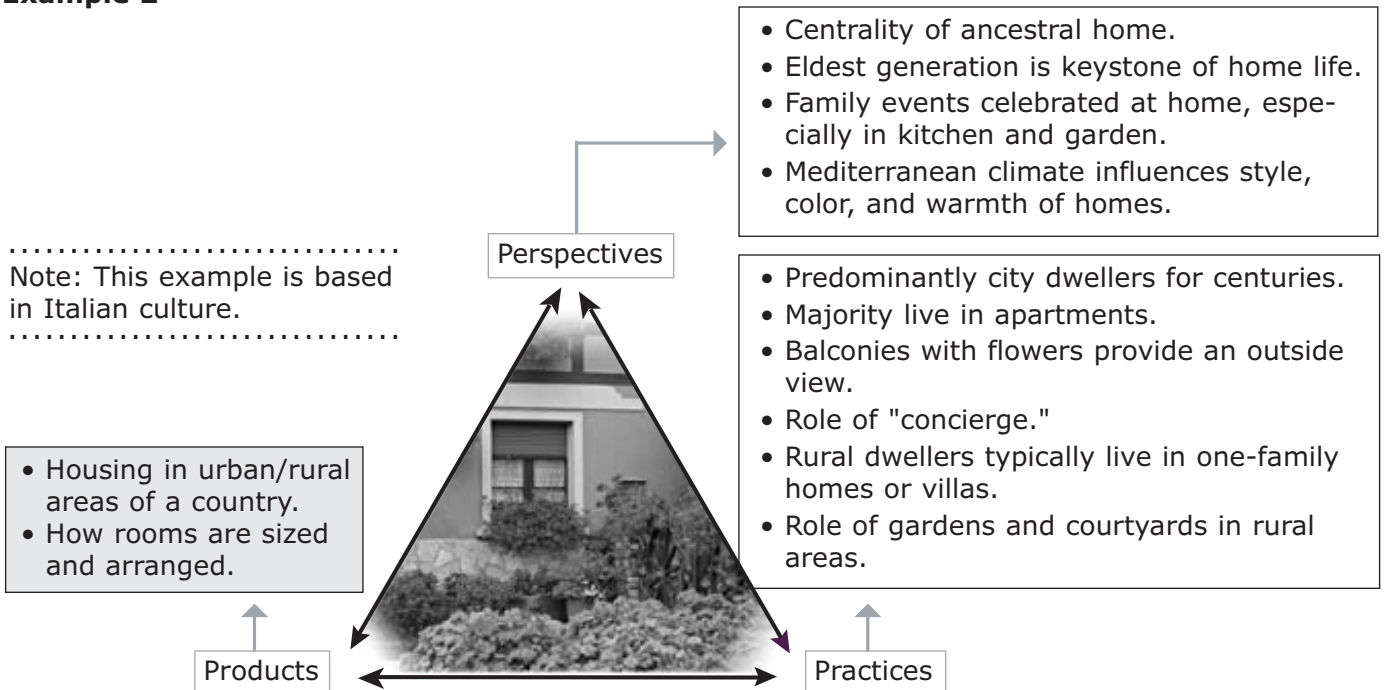 • Centrality of ancestral home.
• Eldest generation is keystone of home life.
• Family events celebrated at home, espe-
cially in kitchen and garden.
• Mediterranean climate influences style,
color, and warmth of homes.
Perspectives
Note: This example is based
in Italian culture.
• Predominantly city dwellers for centuries.
• Majority live in apartments.
• Balconies with flowers provide an outside
view.
• Role of "concierge."
• Rural dwellers typically live in one-family
homes or villas.
• Role of gardens and courtyards in rural
areas.
• Housing in urban/rural
areas of a country.
• How rooms are sized
and arranged.
Products
Practices